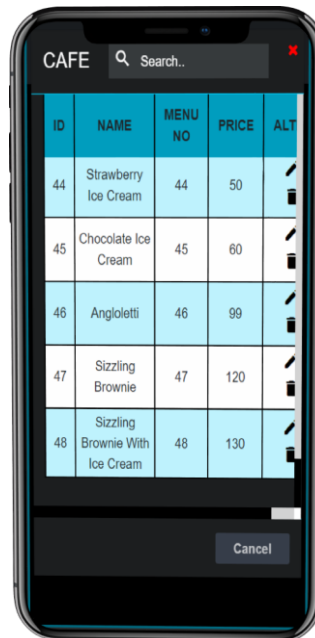 CAFE Search..
ID NAME MENU NO PRICE ALT
44 Strawberry Ice Cream 44 50
45 Chocolate Ice Cream 45 60
46 Angloletti 46 99
47 Sizzling Brownie 47 120
48 Sizzling Brownie With Ice Cream 48 130
Cancel